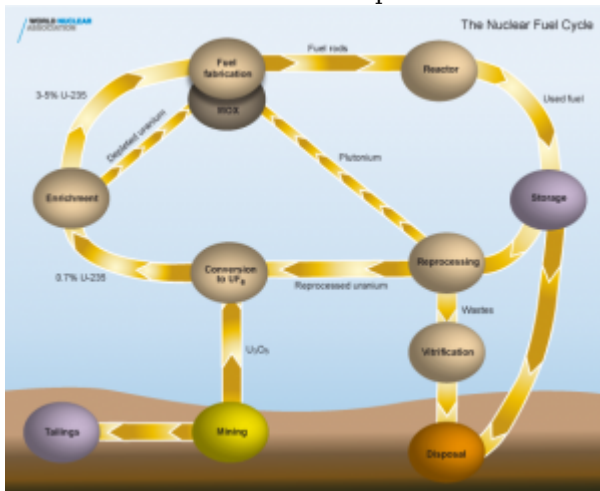 WORLD NUCLEAR
ASSOCIATION
The Nuclear Fuel Cycle
Fuel
fabrication
MOX
Fuel rods
Reactor
3-5% U-235
Used fuel
Depleted uranium
Plutonium
Enrichment
Storage
0.7% U-235
Conversion
to UF₆
Reprocessed uranium
Reprocessing
Wastes
U₃O₈
Vitrification
Tailings
Mining
Disposal